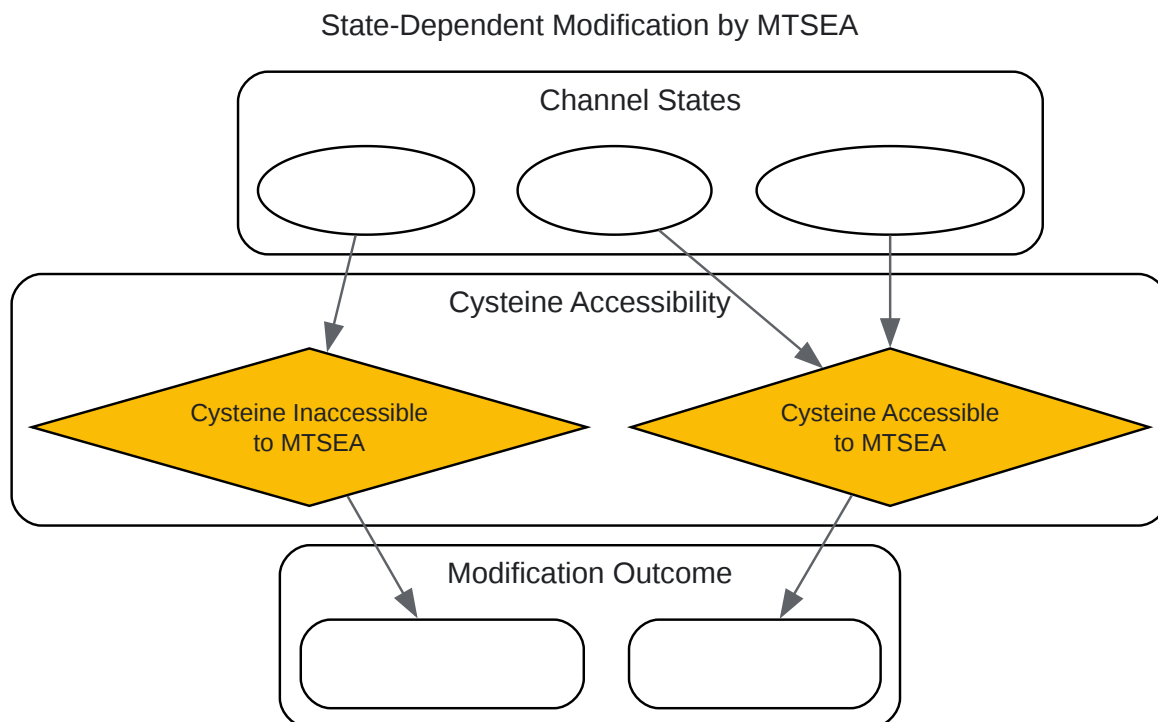 State-Dependent Modification by MTSEA
Channel States
Cysteine Accessibility
Cysteine Inaccessible
to MTSEA
Cysteine Accessible
to MTSEA
Modification Outcome